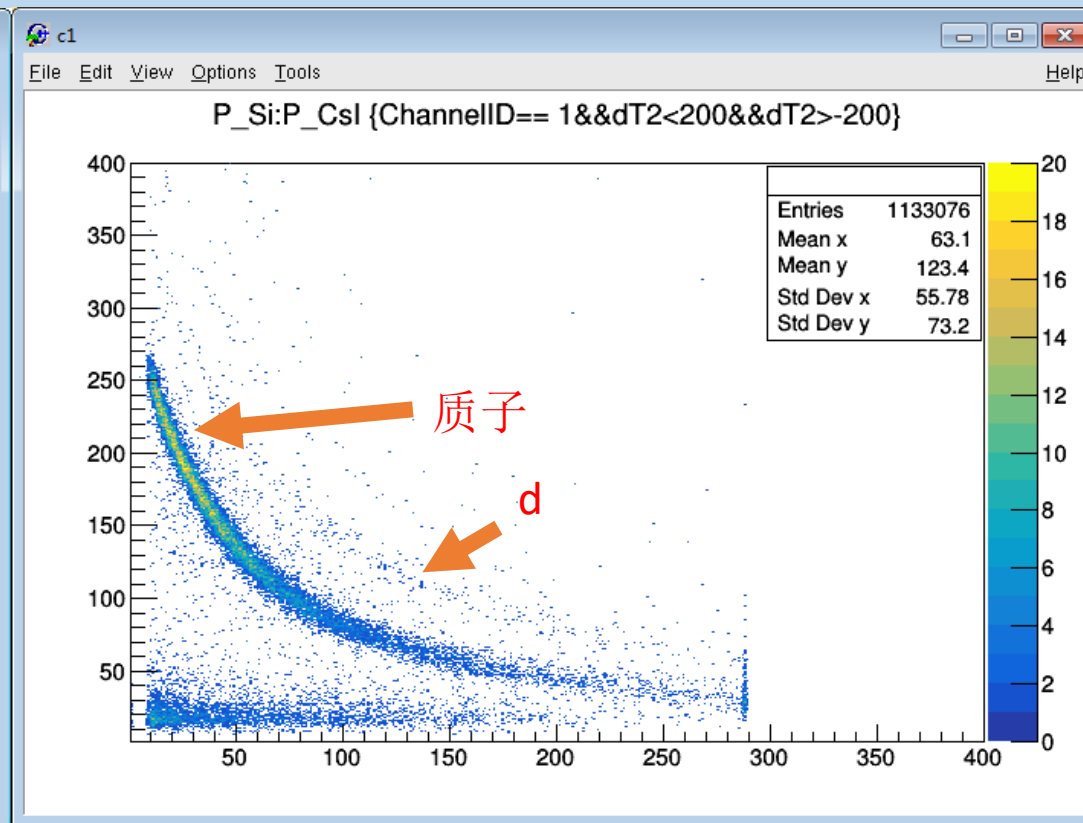 c1
File Edit View Options Tools Help
P_Si:P_CsI {ChannelID== 1&&dT2<200&&dT2>-200}
Entries 1133076
Mean x 63.1
Mean y 123.4
Std Dev x 55.78
Std Dev y 73.2
400
350
300
250
200
150
100
50
质子
d
50 100 150 200 250 300 350 400
20
18
16
14
12
10
8
6
4
2
0